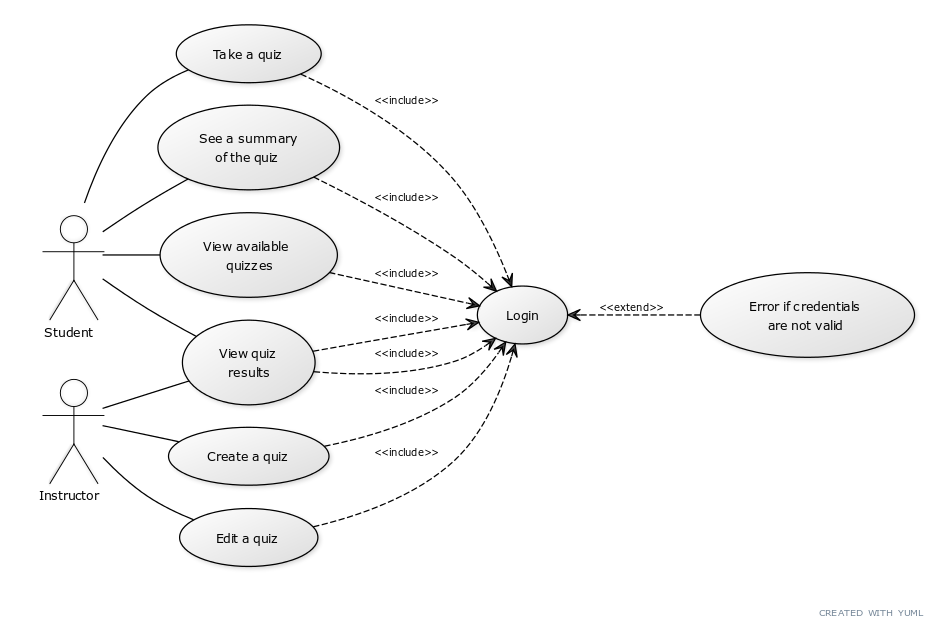 Take a quiz
<<include>>
See a summary
of the quiz
<<include>>
View available
quizzes
<<include>>
Student
View quiz
results
<<include>>
<<include>>
Login
<<extend>>
Error if credentials
are not valid
Instructor
Create a quiz
<<include>>
Edit a quiz
<<include>>
CREATED WITH YUML